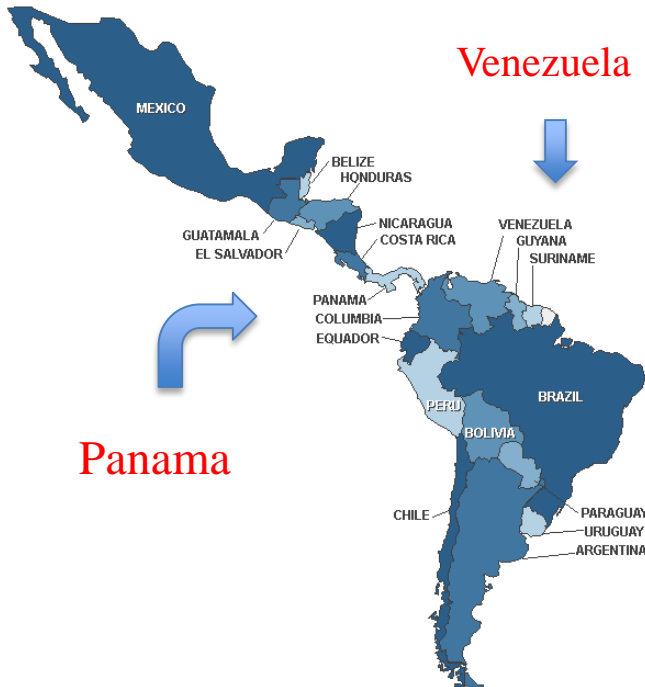 Venezuela
MEXICO
BELIZE
HONDURAS
NICARAGUA
COSTA RICA
GUATAMALA
EL SALVADOR
VENEZUELA
GUYANA
SURINAME
PANAMA
COLUMBIA
EQUADOR
PERU
BRAZIL
BOLIVIA
Panama
CHILE
PARAGUAY
URUGUAY
ARGENTINA